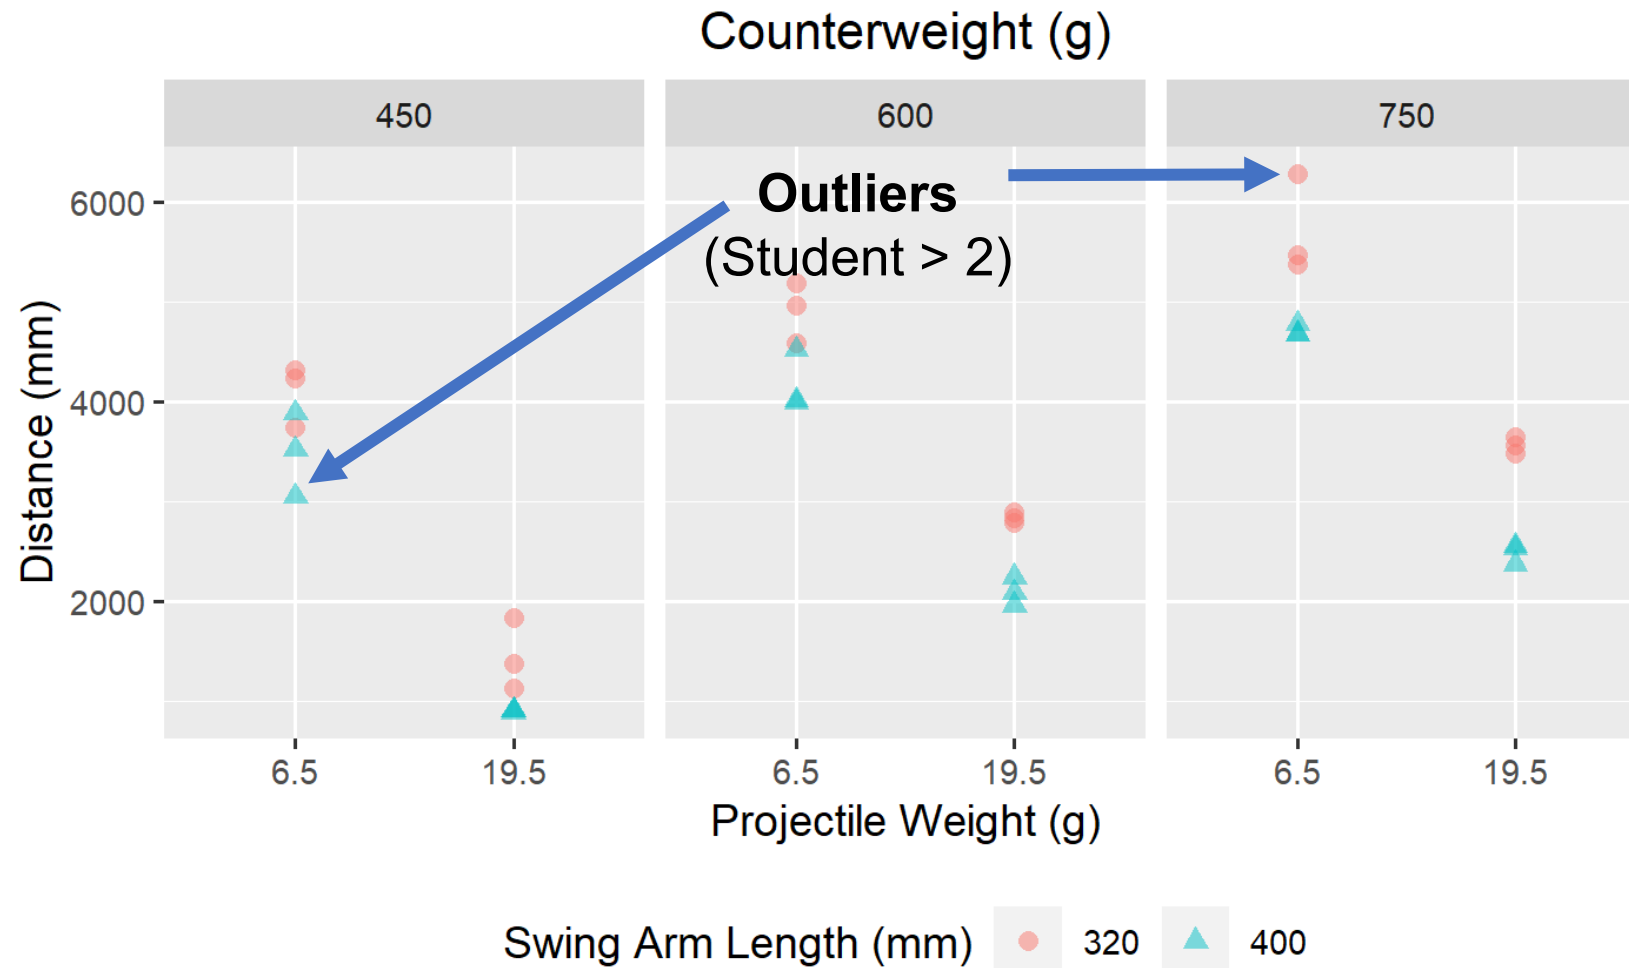 Counterweight (g)
450
600
750
Outliers
(Student > 2)
Distance (mm)
6000
4000
2000
6.5 19.5 6.5 19.5 6.5 19.5
Projectile Weight (g)
Swing Arm Length (mm) 320 400